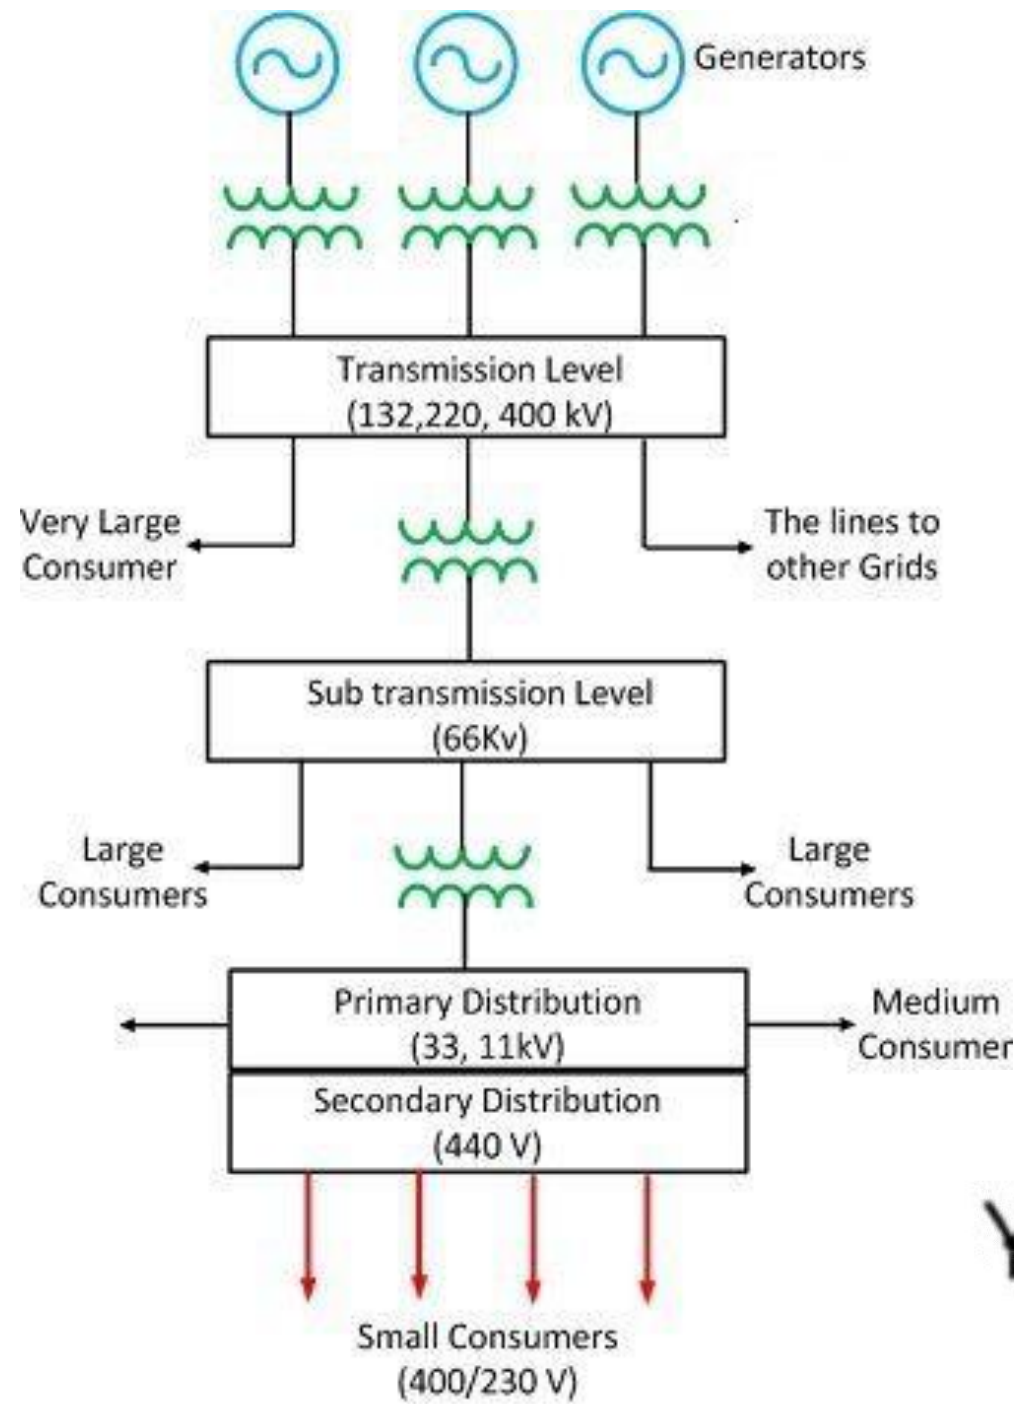 Generators
Transmission Level
(132,220, 400 kV)
Very Large
Consumer
The lines to
other Grids
Sub transmission Level
(66Kv)
Large
Consumers
Large
Consumers
Primary Distribution
(33, 11kV)
Medium
Consumer
Secondary Distribution
(440 V)
Small Consumers
(400/230 V)